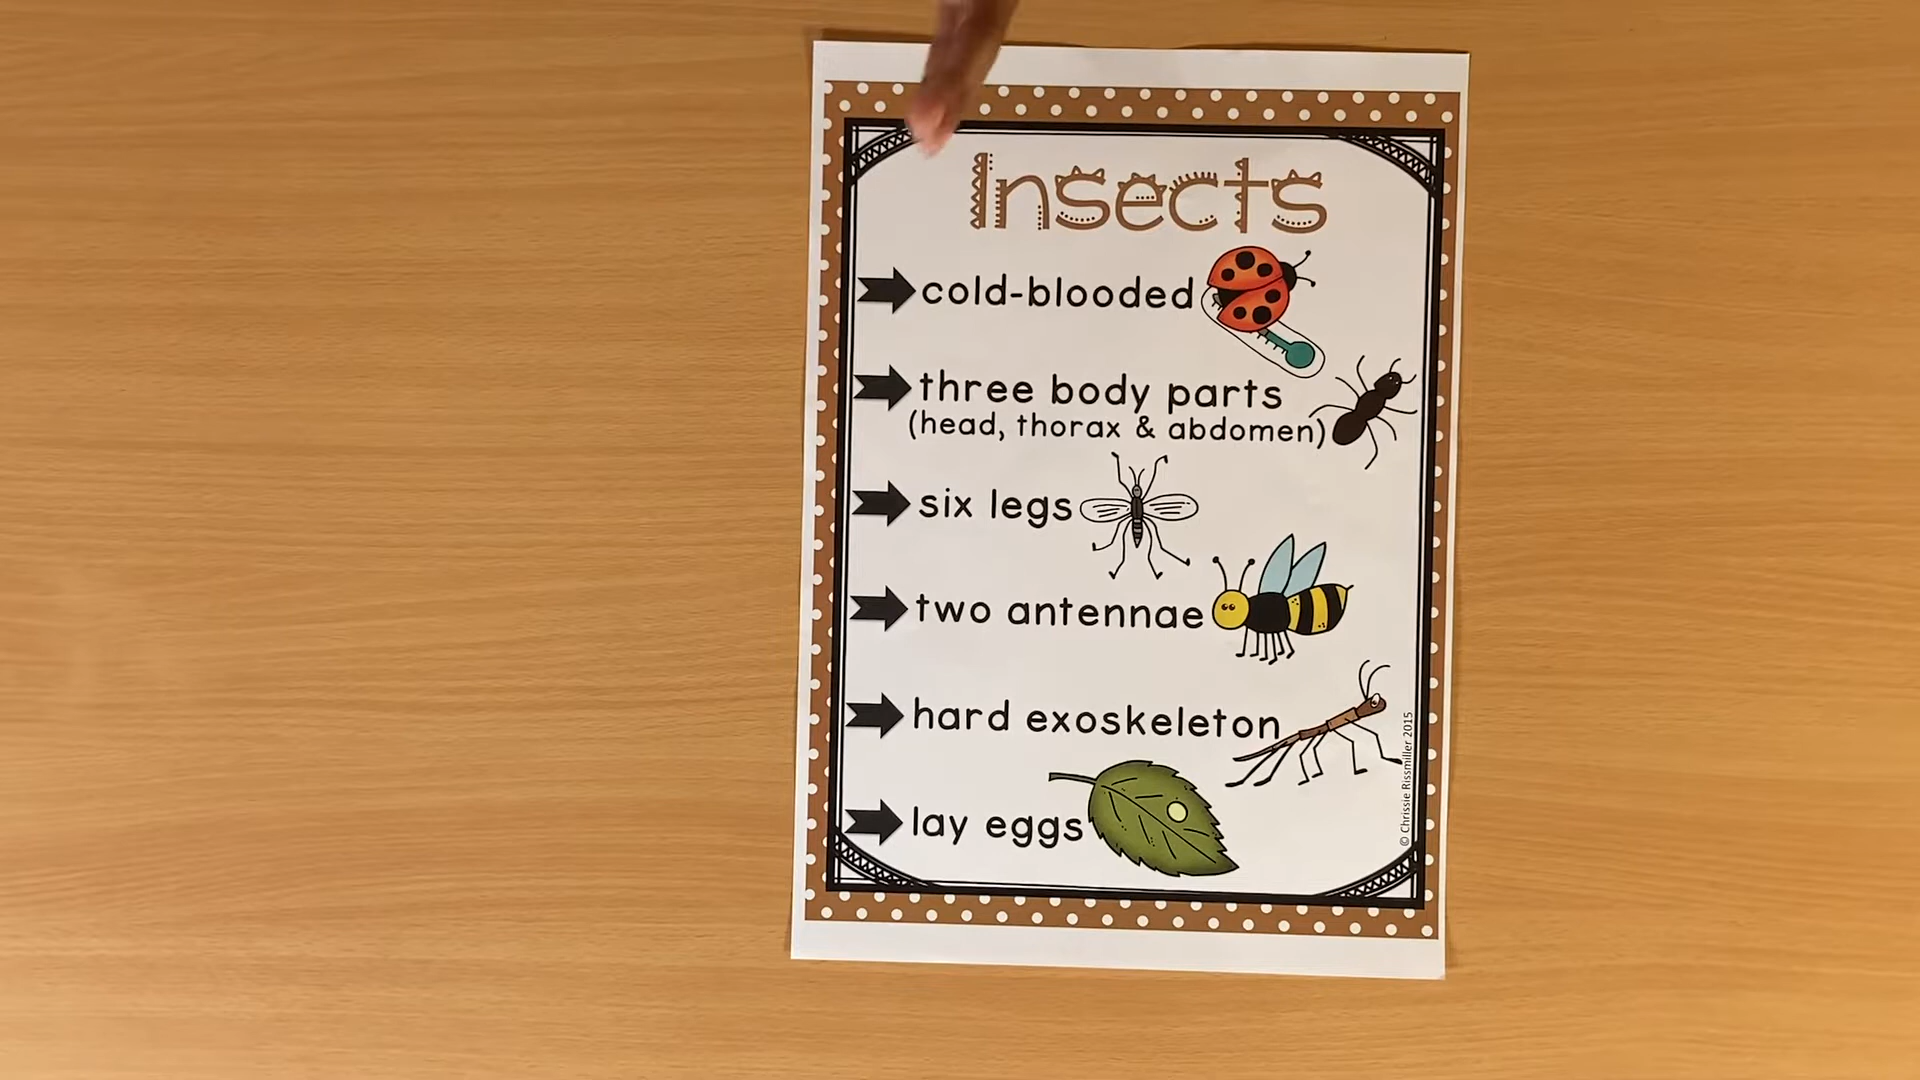 Insects
cold-blooded
three body parts
(head, thorax & abdomen)
six legs
two antennae
hard exoskeleton
lay eggs
© Chrissie Rissmiller 2015